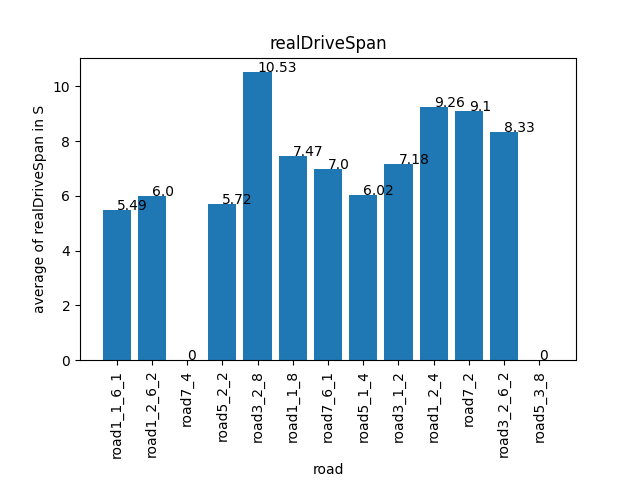 realDriveSpan
average of realDriveSpan in S
10
8
6
4
2
0
5.49
6.0
0
5.72
10.53
7.47
7.0
6.02
7.18
9.26
9.1
8.33
0
road1_1_6_1
road1_2_6_2
road7_4
road5_2_2
road3_2_8
road1_1_8
road7_6_1
road5_1_4
road3_1_2
road1_2_4
road7_2
road3_2_6_2
road5_3_8
road